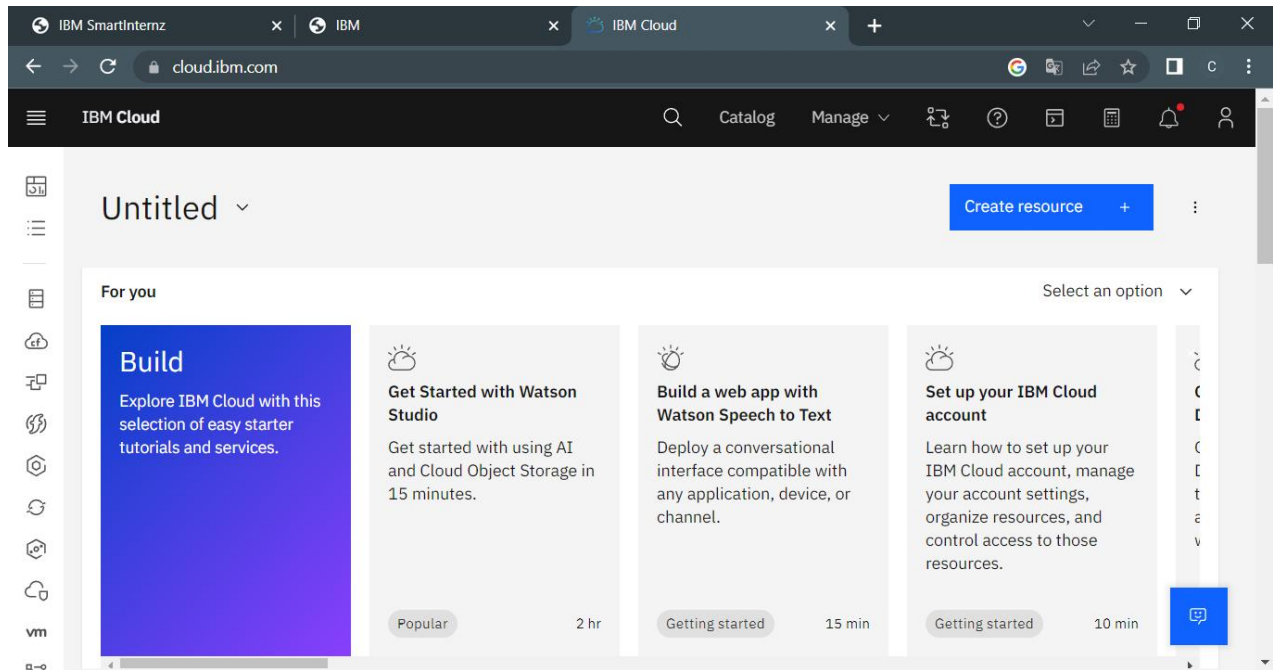 IBM SmartInternz
IBM
IBM Cloud
cloud.ibm.com
C
IBM Cloud
Catalog
Manage
Untitled
Create resource +
For you
Select an option
Build
Explore IBM Cloud with this
selection of easy starter
tutorials and services.
Get Started with Watson
Studio
Get started with using AI
and Cloud Object Storage in
15 minutes.
Popular
2 hr
Build a web app with
Watson Speech to Text
Deploy a conversational
interface compatible with
any application, device, or
channel.
Getting started
15 min
Set up your IBM Cloud
account
Learn how to set up your
IBM Cloud account, manage
your account settings,
organize resources, and
control access to those
resources.
Getting started
10 min
cf
vm